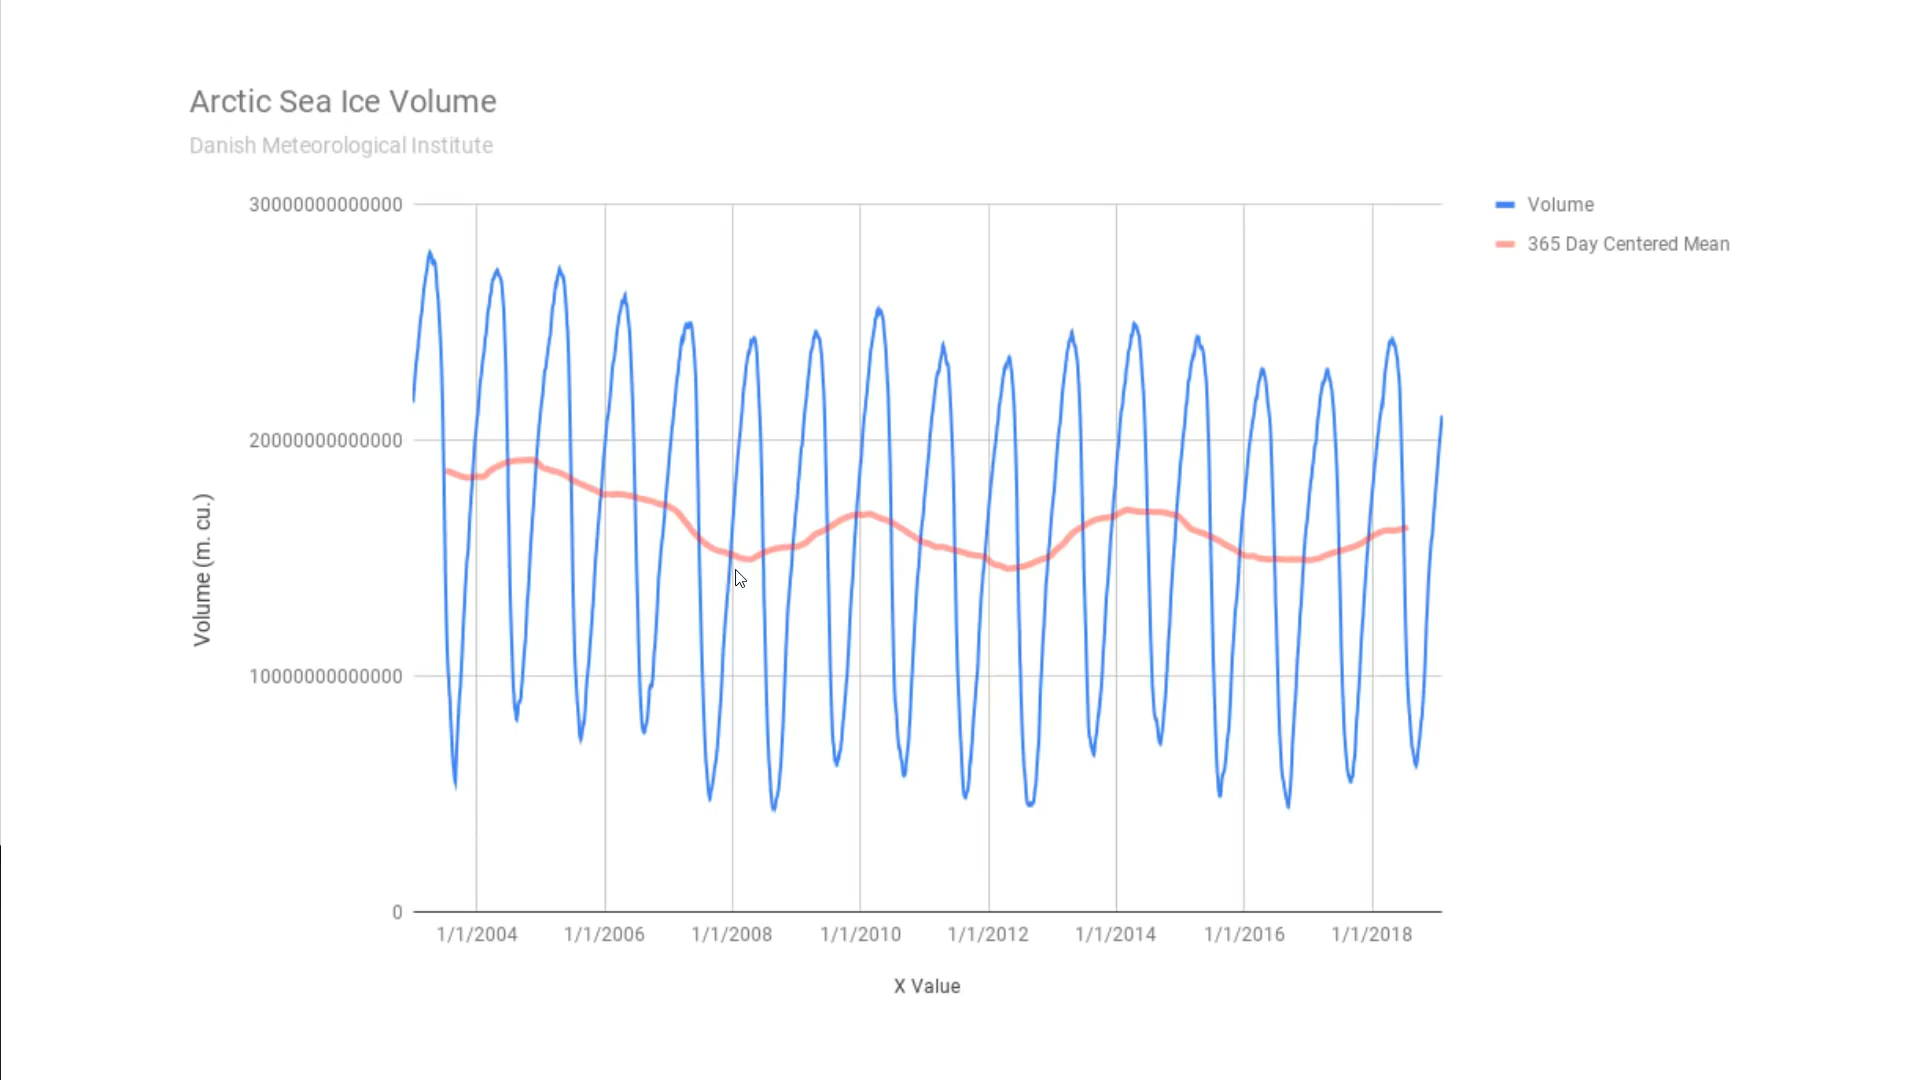 Arctic Sea Ice Volume
Danish Meteorological Institute
30000000000000
20000000000000
10000000000000
0
Volume (m. cu.)
1/1/2004 1/1/2006 1/1/2008 1/1/2010 1/1/2012 1/1/2014 1/1/2016 1/1/2018
X Value
Volume
365 Day Centered Mean